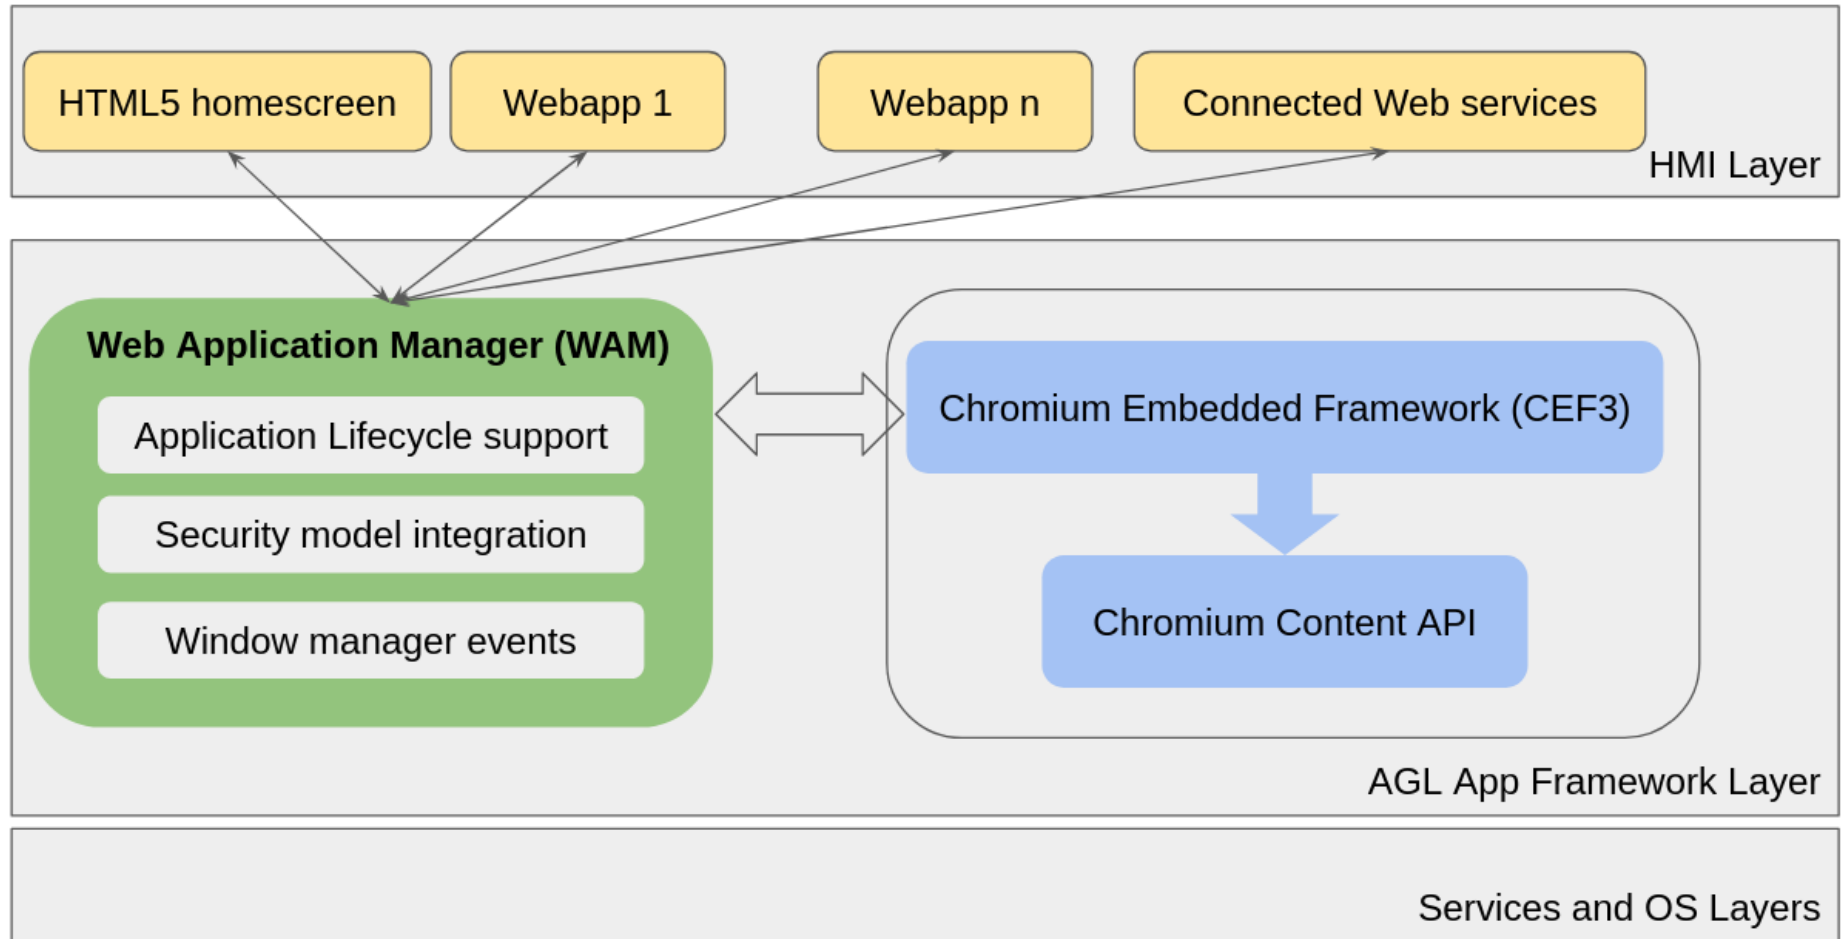 HTML5 homescreen
Webapp 1
Webapp n
Connected Web services
HMI Layer
Web Application Manager (WAM)
Application Lifecycle support
Security model integration
Window manager events
Chromium Embedded Framework (CEF3)
Chromium Content API
AGL App Framework Layer
Services and OS Layers